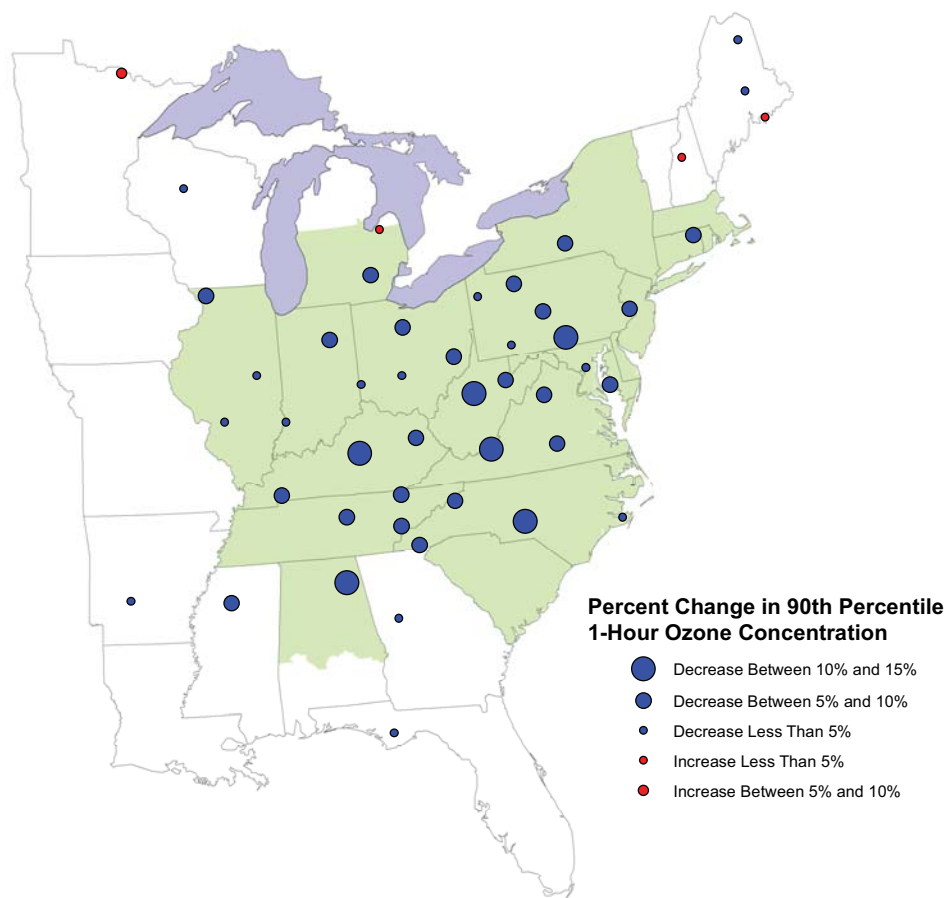 Percent Change in 90th Percentile
1-Hour Ozone Concentration
Decrease Between 10% and 15%
Decrease Between 5% and 10%
Decrease Less Than 5%
Increase Less Than 5%
Increase Between 5% and 10%